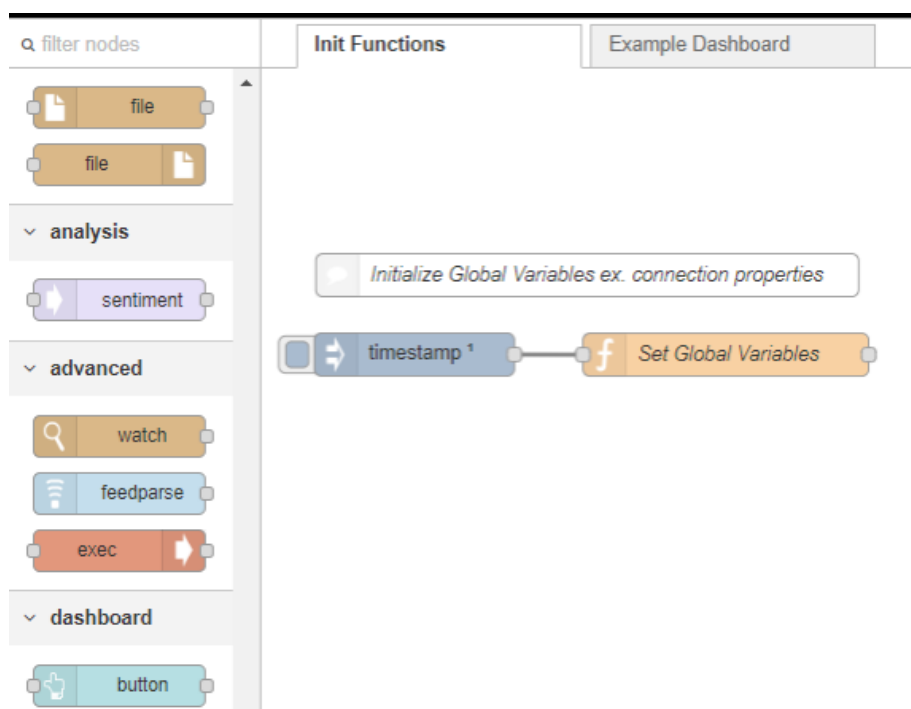 filter nodes
Init Functions
Example Dashboard
file
file
analysis
sentiment
advanced
watch
feedparse
exec
dashboard
button
Initialize Global Variables ex. connection properties
timestamp ¹
f
Set Global Variables